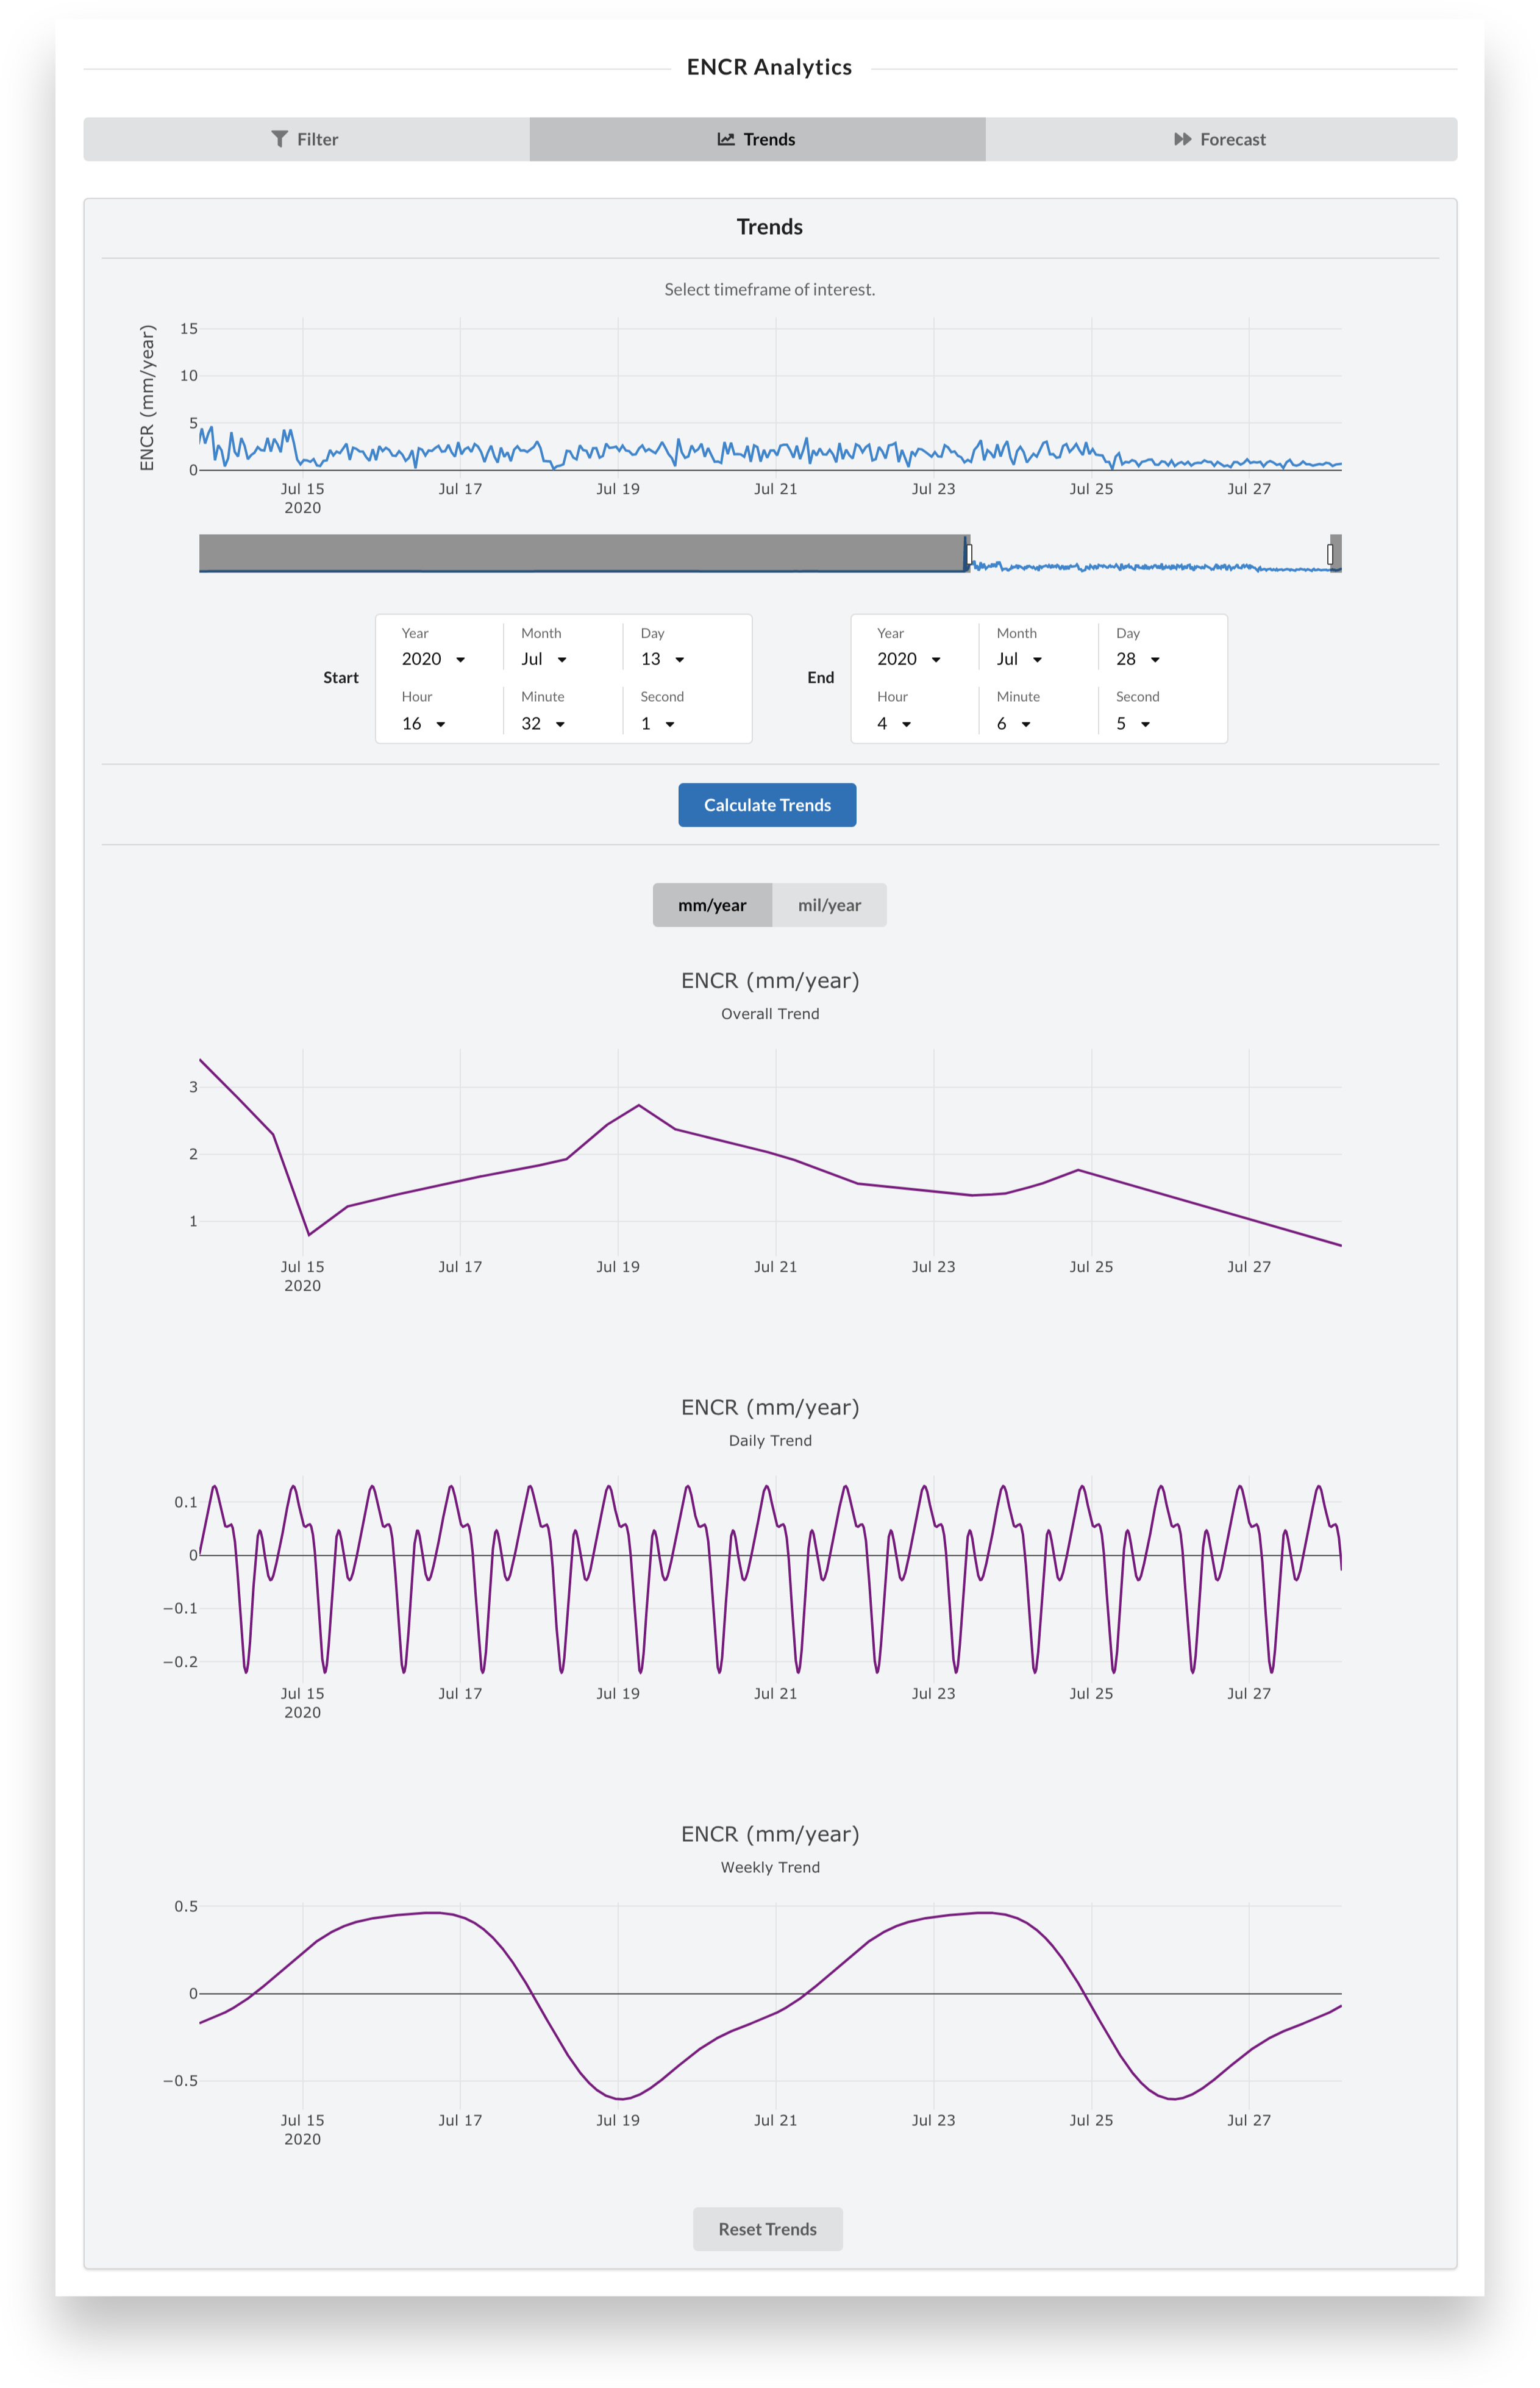 ENCR Analytics
Filter
Trends
Forecast
Trends
Select timeframe of interest.
ENCR (mm/year)
15
10
5
0
Jul 15
2020
Jul 17
Jul 19
Jul 21
Jul 23
Jul 25
Jul 27
Start
Year
Month
Day
2020
Jul
13
Hour
Minute
Second
16
32
1
End
Year
Month
Day
2020
Jul
28
Hour
Minute
Second
4
6
5
Calculate Trends
mm/year
mil/year
ENCR (mm/year)
Overall Trend
3
2
1
Jul 15
2020
Jul 17
Jul 19
Jul 21
Jul 23
Jul 25
Jul 27
ENCR (mm/year)
Daily Trend
0.1
0
−0.1
−0.2
Jul 15
2020
Jul 17
Jul 19
Jul 21
Jul 23
Jul 25
Jul 27
ENCR (mm/year)
Weekly Trend
0.5
0
−0.5
Jul 15
2020
Jul 17
Jul 19
Jul 21
Jul 23
Jul 25
Jul 27
Reset Trends